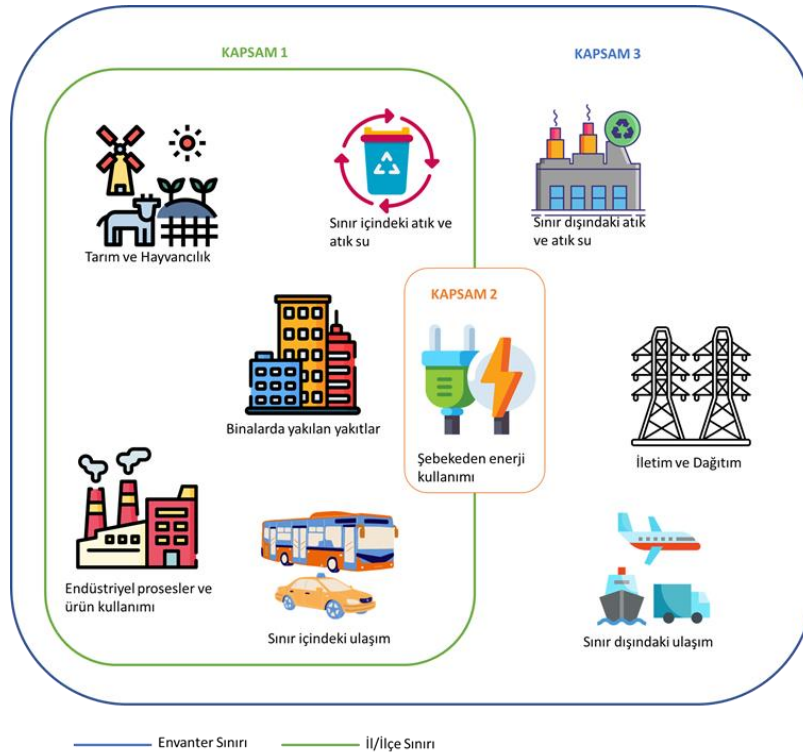 KAPSAM 1
KAPSAM 3
Tarım ve Hayvancılık
Sınır içindeki atık ve
atık su
Sınır dışındaki atık
ve atık su
KAPSAM 2
Binalarda yakılan yakıtlar
Şebekeden enerji
kullanımı
İletim ve Dağıtım
Endüstriyel prosesler ve
ürün kullanımı
Sınır içindeki ulaşım
Sınır dışındaki ulaşım
Envanter Sınırı
İl/İlçe Sınırı